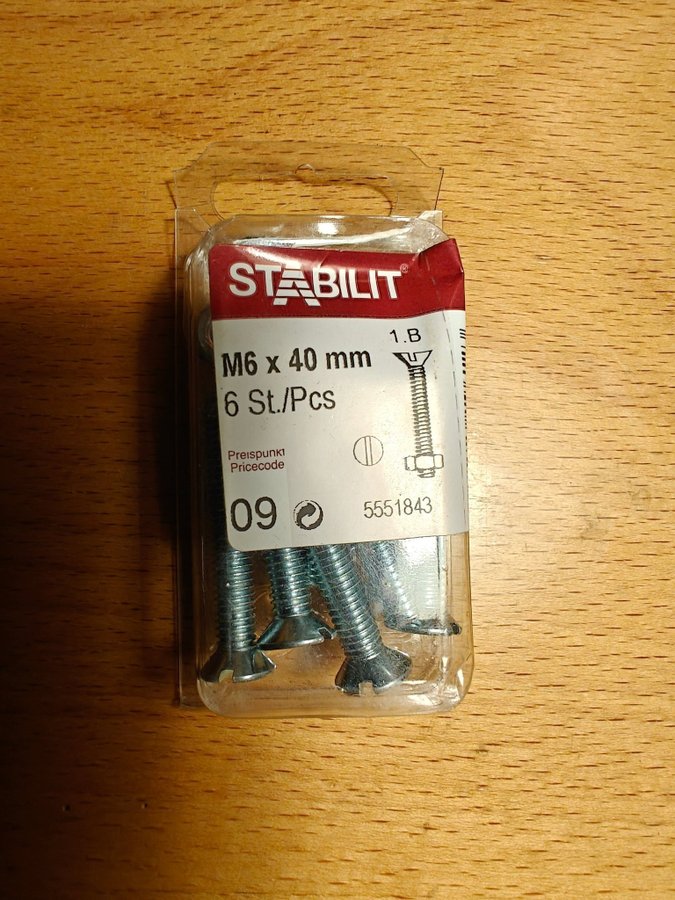 STABILIT®
1.B
M6 x 40 mm
6 St./Pcs
Preispunkt
Pricecode
09
5551843